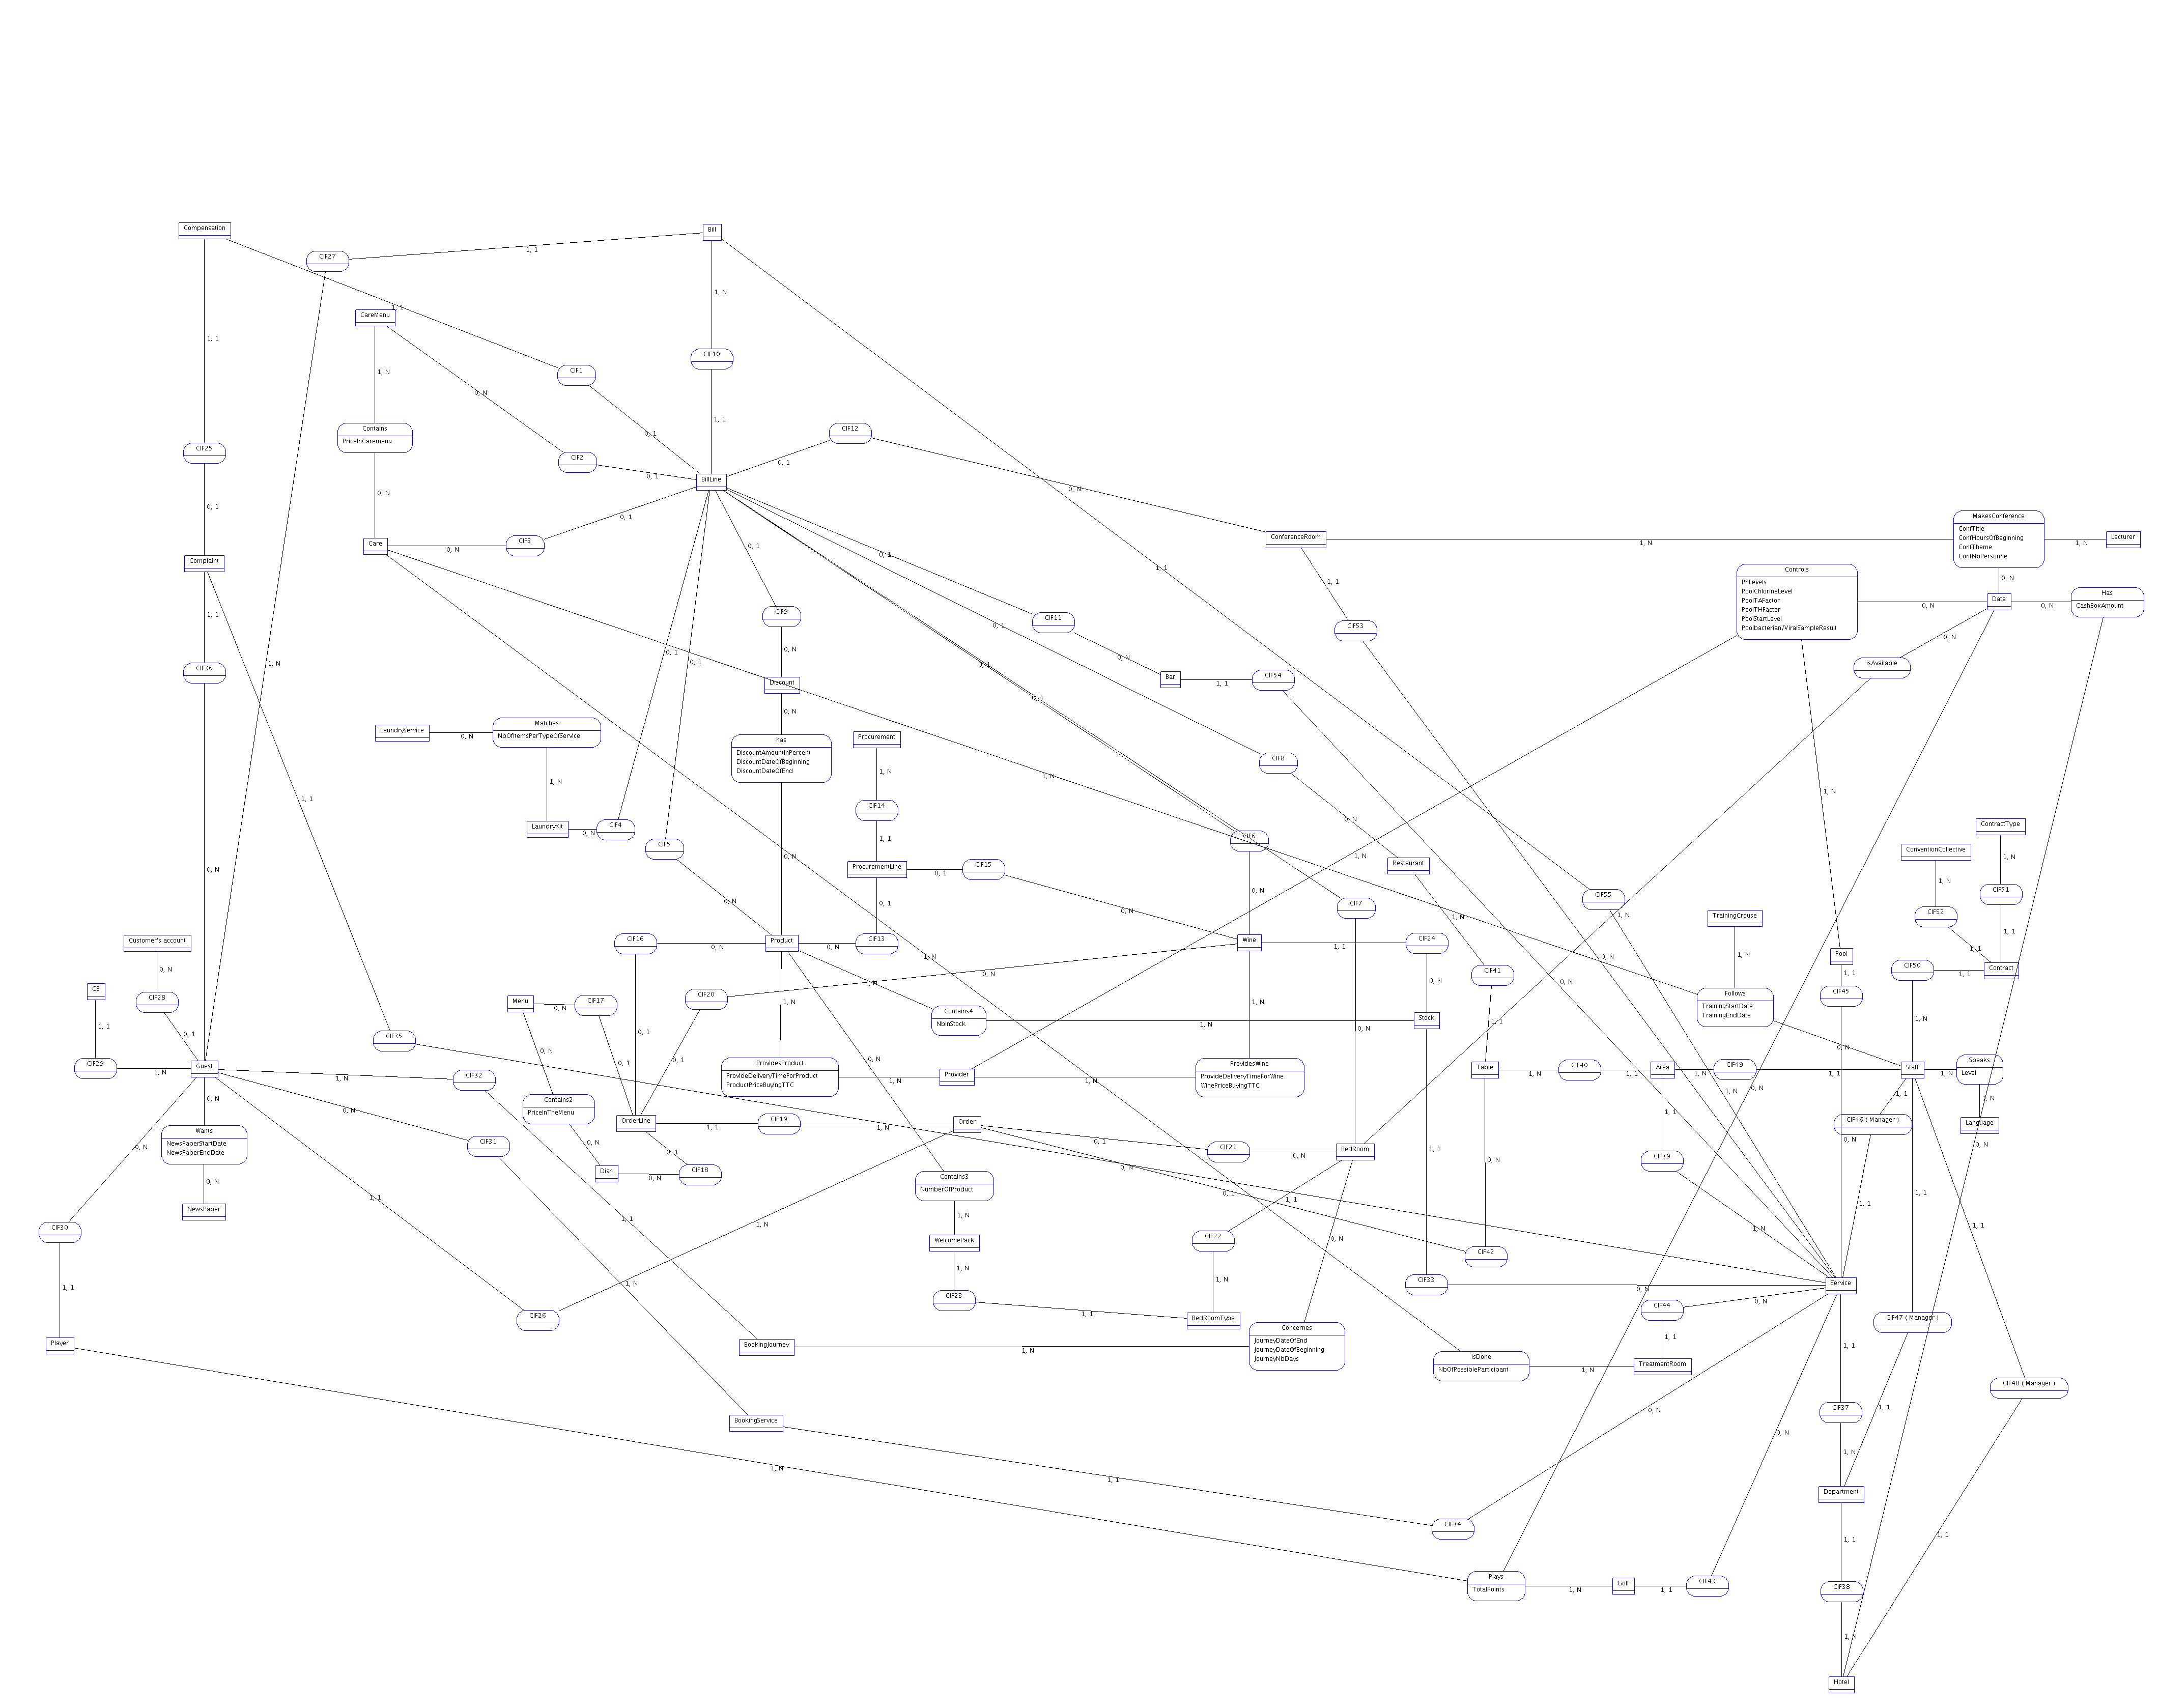 Compensation
Bill
CIF27
1, 1
1, N
1, 1
CareMenu
1, 1
CIF10
CIF1
1, N
0, N
Contains
PriceInCaremenu
0, 1
1, 1
CIF12
CIF25
CIF2
0, 1
0, 1
BillLine
0, N
0, N
0, 1
0, 1
MakesConference
ConfTitle
ConfHoursOfBeginning
ConfTheme
ConfNbPersonne
Care
0, N
CIF3
0, 1
0, 1
ConferenceRoom
1, N
1, N
Lecturer
Complaint
1, 1
1, 1
Controls
PhLevels
PoolChlorineLevel
PoolTAFactor
PoolTHFactor
PoolStartLevel
Poolbacterian/ViralSampleResult
0, N
Date
0, N
0, N
Has
CashBoxAmount
1, 1
CIF9
CIF11
0, 1
CIF53
0, N
CIF36
1, N
0, 1
0, 1
0, N
0, 1
0, N
isAvailable
Bar
1, 1
CIF54
Discount
0, 1
0, N
LaundryService
0, N
Matches
NbOfItemsPerTypeOfService
has
DiscountAmountInPercent
DiscountDateOfBeginning
DiscountDateOfEnd
Procurement
CIF8
1, N
1, N
1, N
1, N
1, 1
CIF14
0, N
LaundryKit
0, N
CIF4
ContractType
CIF5
1, 1
CIF6
ConventionCollective
0, N
0, N
1, N
Restaurant
1, N
ProcurementLine
0, 1
CIF15
0, N
1, N
CIF55
CIF51
0, N
0, 1
0, N
CIF7
1, N
1, N
TrainingCrouse
CIF52
Customer's account
CIF16
0, N
Product
0, N
CIF13
Wine
1, 1
CIF24
1, 1
1, 1
1, N
0, N
1, N
Pool
0, N
0, N
1, N
0, N
CIF41
1, 1
CIF50
1, 1
Contract
CB
CIF28
Menu
0, N
CIF17
CIF20
1, N
1, N
0, N
0, N
CIF45
Follows
TrainingStartDate
TrainingEndDate
Contains4
NbInStock
1, N
Stock
1, 1
1, 1
0, 1
0, 1
0, 1
CIF35
0, N
1, N
0, N
0, 1
0, N
CIF29
1, N
Guest
1, N
CIF32
ProvidesProduct
ProvideDelivery/TimeForProduct
ProductPriceBuyingTTC
1, N
Provider
1, N
ProvidesWine
ProvideDelivery/TimeForWine
WinePriceBuyingTTC
Table
1, N
CIF40
1, 1
Area
1, N
CIF49
1, 1
Staff
1, N
Speaks
Level
0, N
0, N
Contains2
PriceInTheMenu
1, N
0, N
1, 1
1, N
OrderLine
1, 1
CIF19
1, N
Order
CIF46 ( Manager )
Language
Wants
NewsPaperStartDate
NewsPaperEndDate
CIF31
0, N
0, N
0, 1
CIF21
0, N
BedRoom
1, 1
0, N
0, N
1, 1
0, 1
CIF39
Dish
0, N
CIF18
0, N
0, N
0, N
Contains3
NumberOfProduct
0, 1
1, 1
1, 1
1, 1
1, 1
NewsPaper
1, 1
1, N
1, N
CIF30
1, 1
1, N
CIF22
0, N
1, N
WelcomePack
CIF42
1, 1
1, N
1, N
1, N
CIF33
0, N
Service
CIF23
0, N
CIF44
1, 1
CIF26
1, 1
BedRoomType
CIF47 ( Manager )
Concernes
JourneyDateOfEnd
JourneyDateOfBeginning
JourneyNbDays
1, 1
Player
BookingJourney
1, N
1, 1
isDone
NbOfPossibleParticipant
1, N
TreatmentRoom
CIF48 ( Manager )
CIF37
1, 1
BookingService
0, N
0, N
1, N
1, N
1, 1
Department
CIF34
1, 1
1, 1
Plays
TotalPoints
1, N
Golf
1, 1
CIF43
CIF38
1, N
Hotel